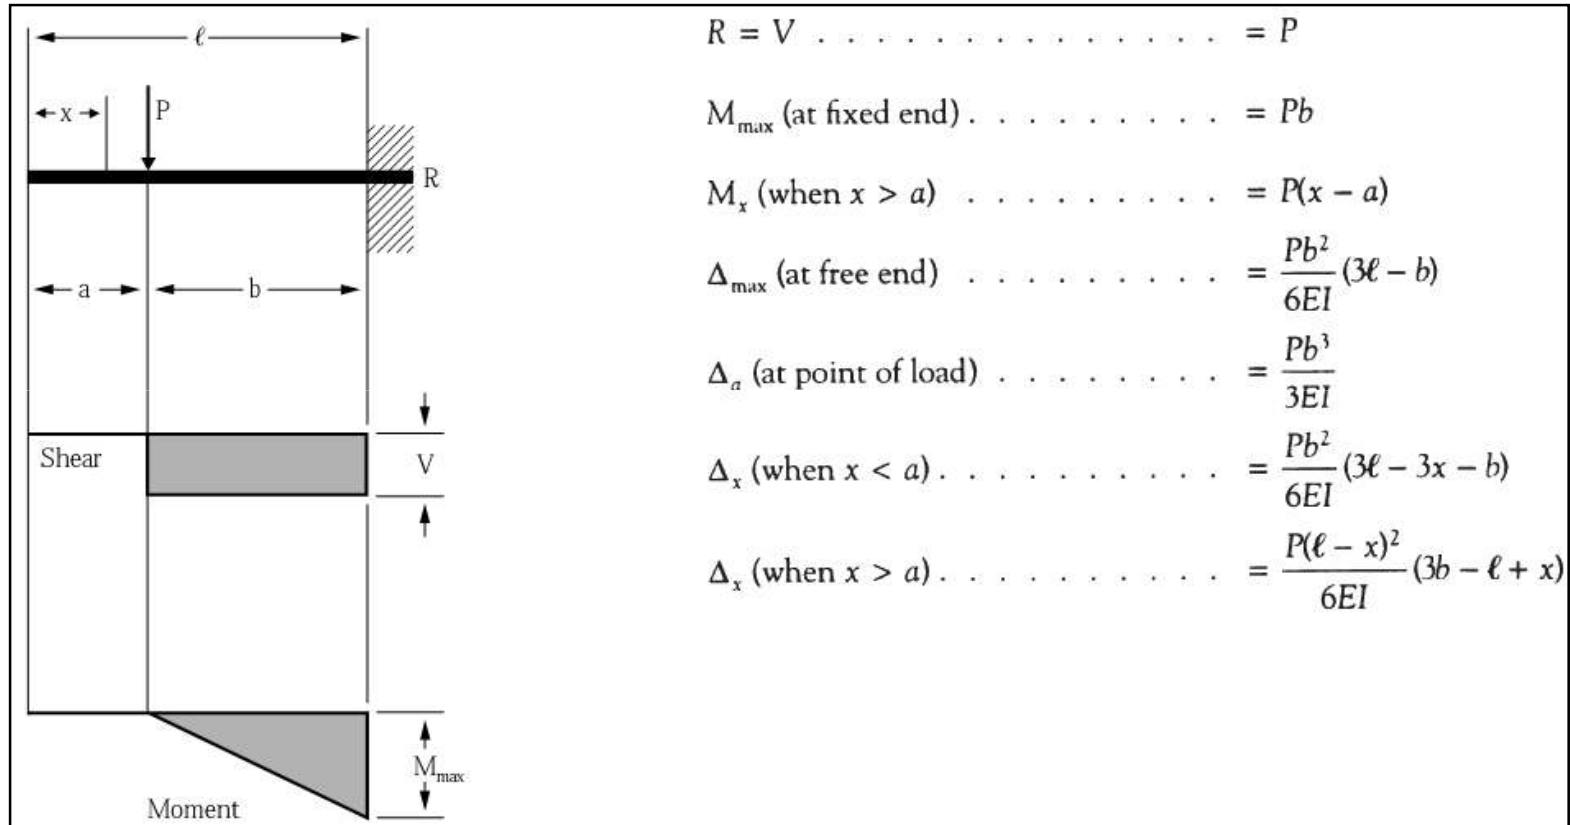 ℓ
x
P
R
a
b
Shear
V
M_max
Moment
R = V . . . . . . . . . . . . . . = P
M_max (at fixed end) . . . . . . . . . = Pb
M_x (when x > a) . . . . . . . . . = P(x − a)
Δ_max (at free end) . . . . . . . . . = Pb²/6EI (3ℓ − b)
Δ_a (at point of load) . . . . . . . . = Pb³/3EI
Δ_x (when x < a) . . . . . . . . . . = Pb²/6EI (3ℓ − 3x − b)
Δ_x (when x > a) . . . . . . . . . . = P(ℓ − x)²/6EI (3b − ℓ + x)